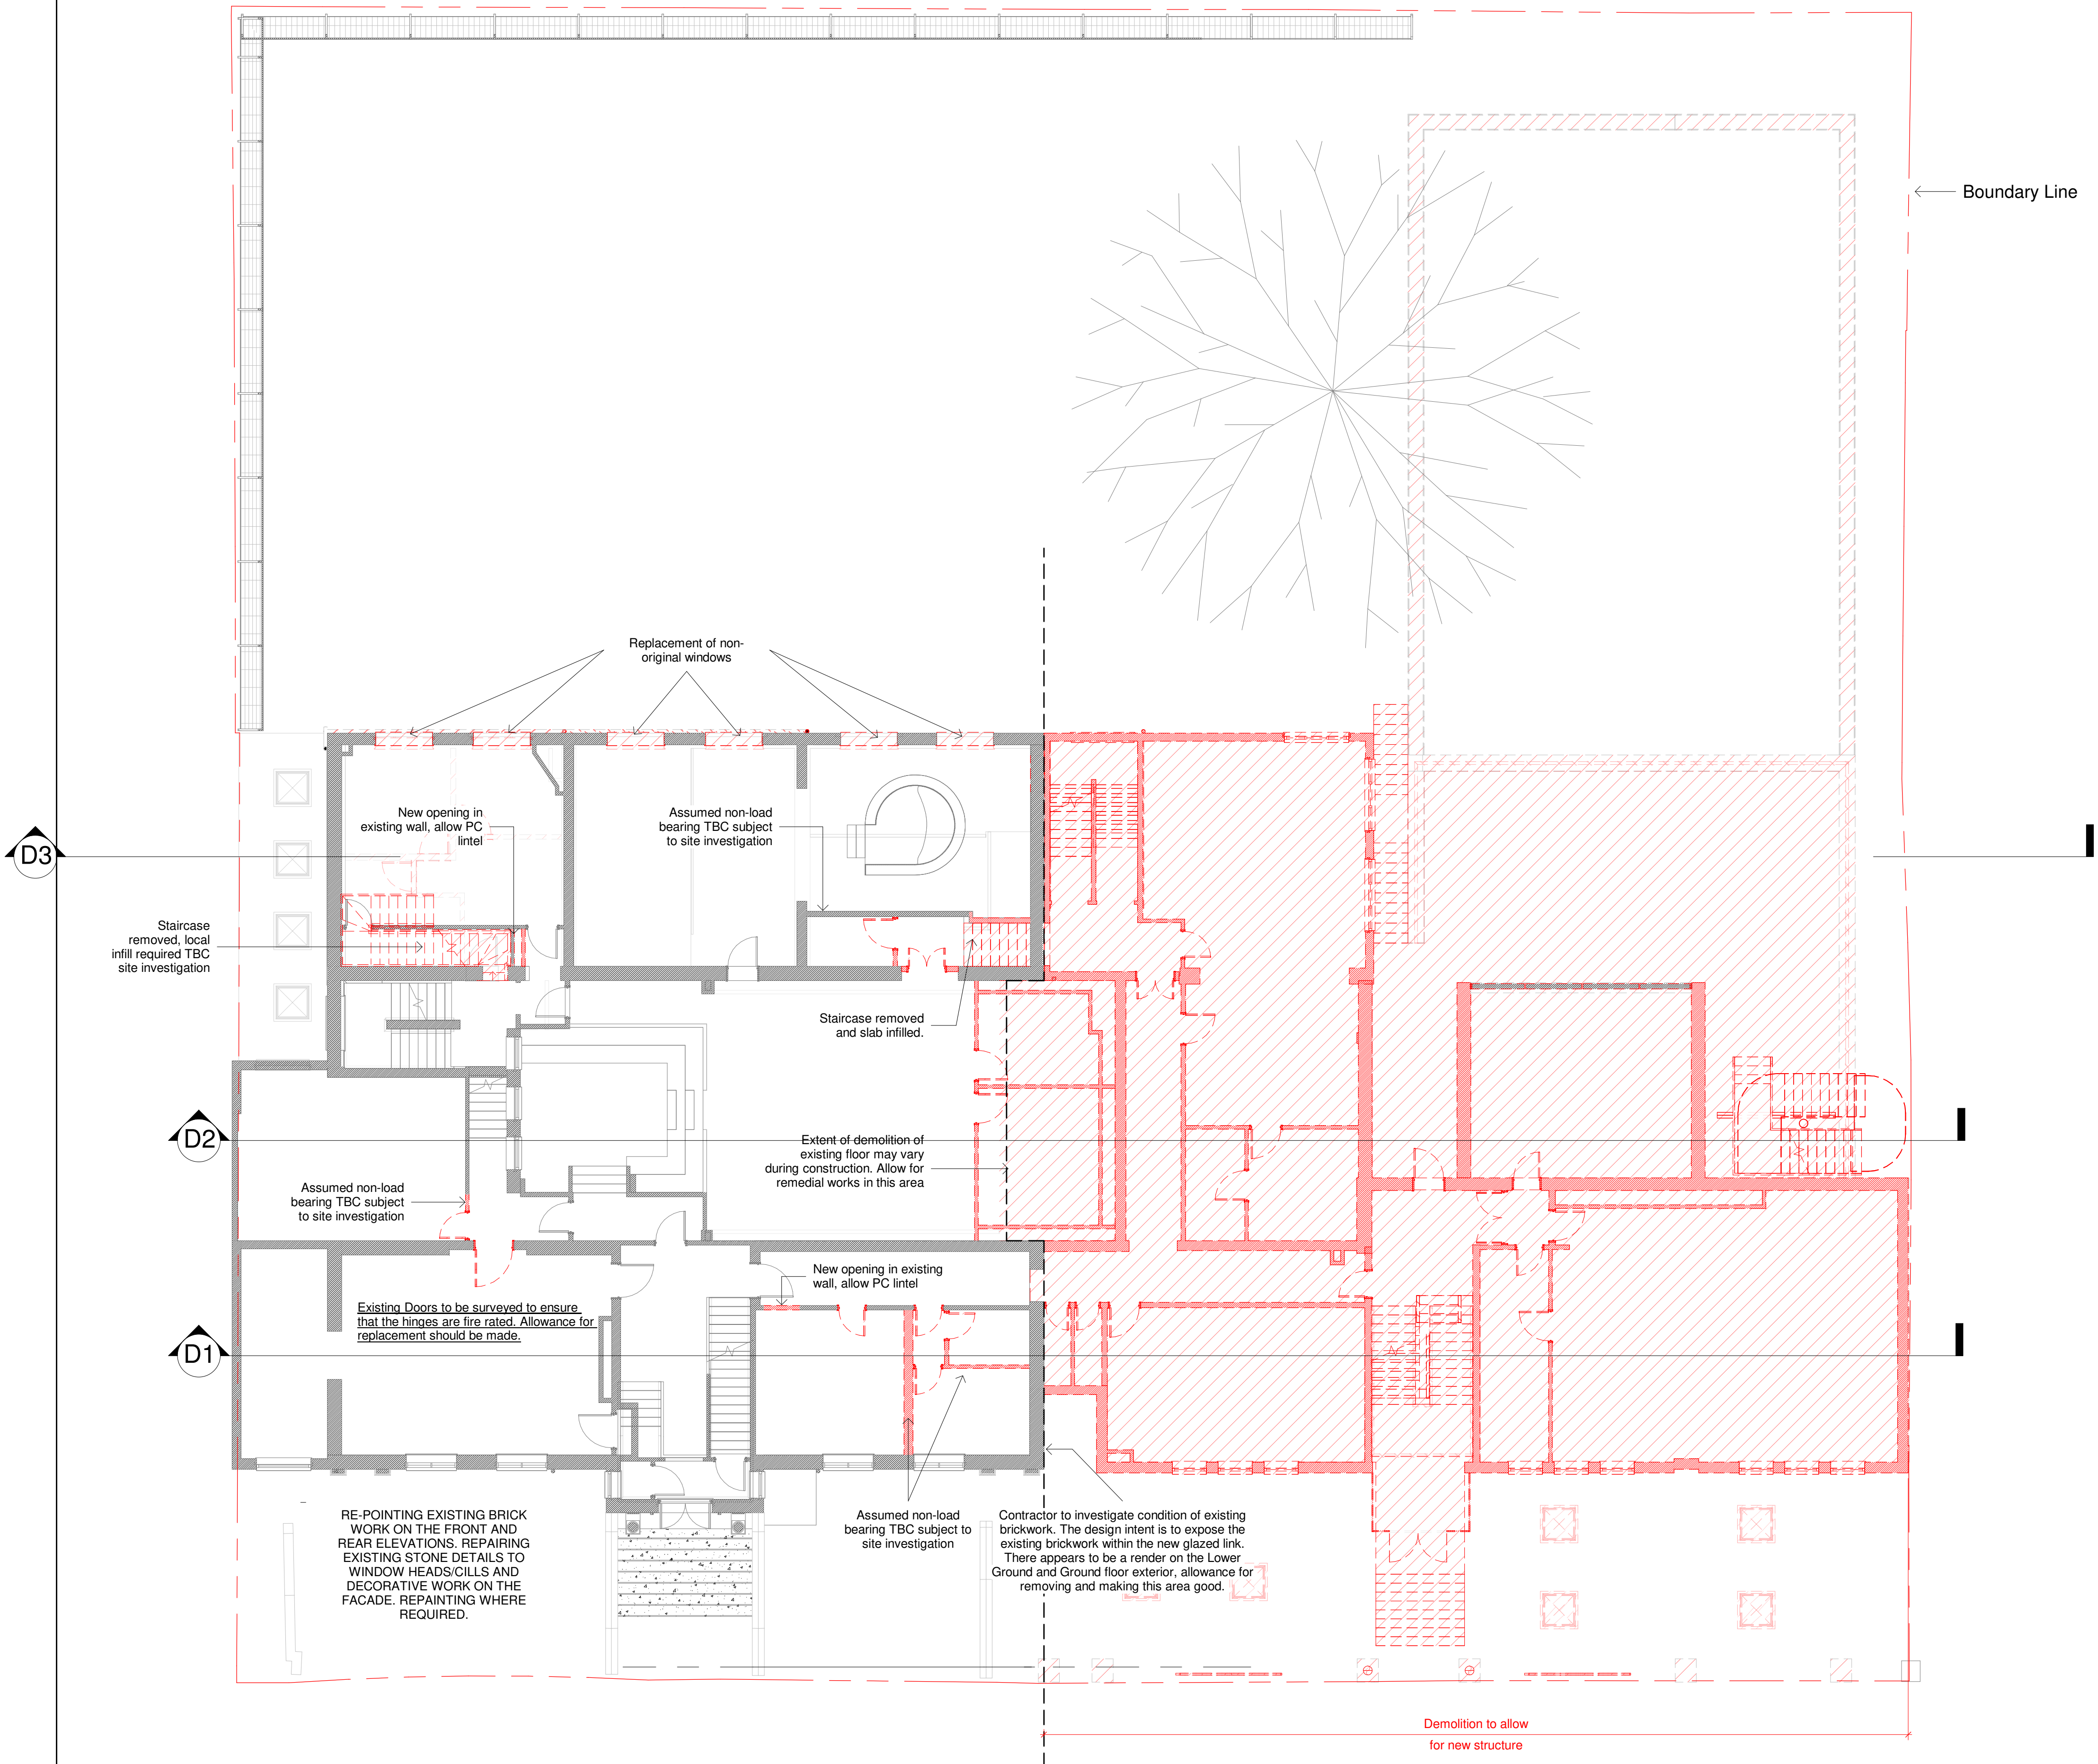 Boundary Line
Replacement of non-
original windows
New opening in
existing wall, allow PC
lintel
Assumed non-load
bearing TBC subject
to site investigation
D3
Staircase
removed, local
infill required TBC
site investigation
Staircase removed
and slab infilled.
D2
Extent of demolition of
existing floor may vary
during construction. Allow for
remedial works in this area
Assumed non-load
bearing TBC subject
to site investigation
New opening in existing
wall, allow PC lintel
Existing Doors to be surveyed to ensure
that the hinges are fire rated. Allowance for
replacement should be made.
D1
RE-POINTING EXISTING BRICK
WORK ON THE FRONT AND
REAR ELEVATIONS. REPAIRING
EXISTING STONE DETAILS TO
WINDOW HEADS/CILLS AND
DECORATIVE WORK ON THE
FACADE. REPAINTING WHERE
REQUIRED.
Assumed non-load
bearing TBC subject to
site investigation
Contractor to investigate condition of existing
brickwork. The design intent is to expose the
existing brickwork within the new glazed link.
There appears to be a render on the Lower
Ground and Ground floor exterior, allowance for
removing and making this area good.
Demolition to allow
for new structure